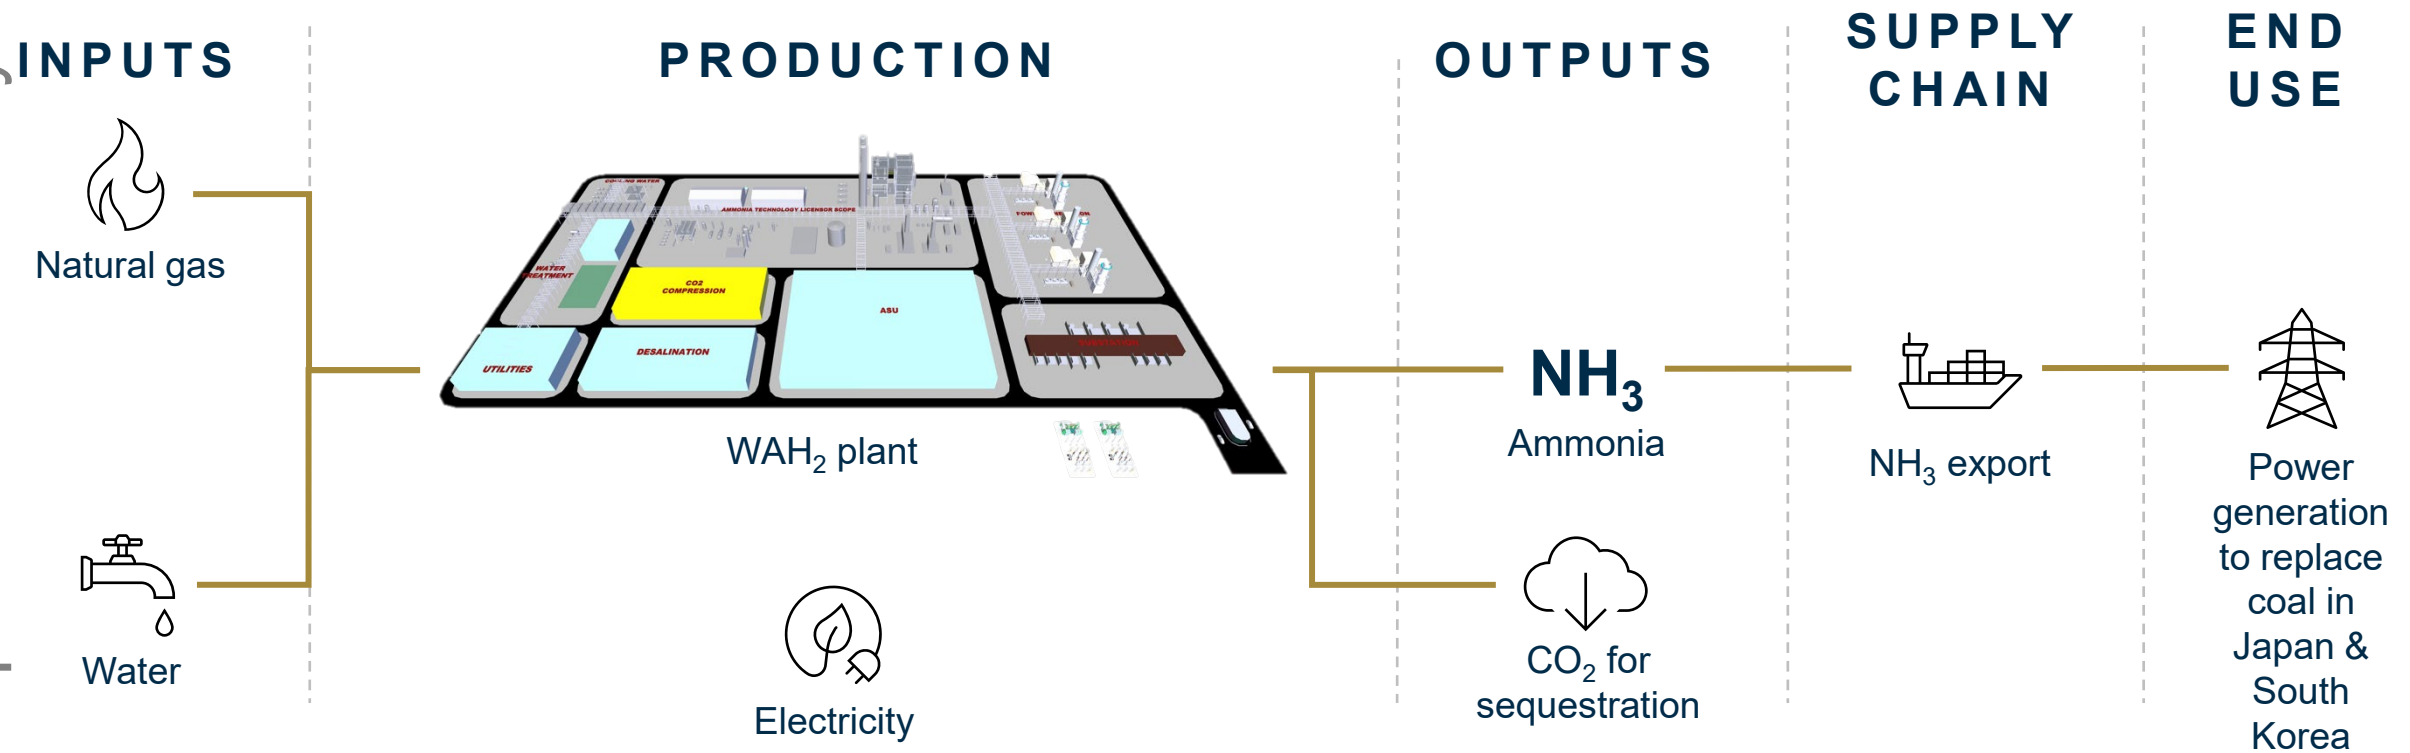 INPUTS
PRODUCTION
OUTPUTS
SUPPLY
CHAIN
END
USE
Natural gas
Water
COOLING WATER
AMMONIA TECHNOLOGY LICENSOR SCOPE
WATER
TREATMENT
CO2
COMPRESSION
ASU
UTILITIES
DESALINATION
WAH₂ plant
Electricity
NH₃
Ammonia
CO₂ for
sequestration
NH₃ export
Power
generation
to replace
coal in
Japan &
South
Korea